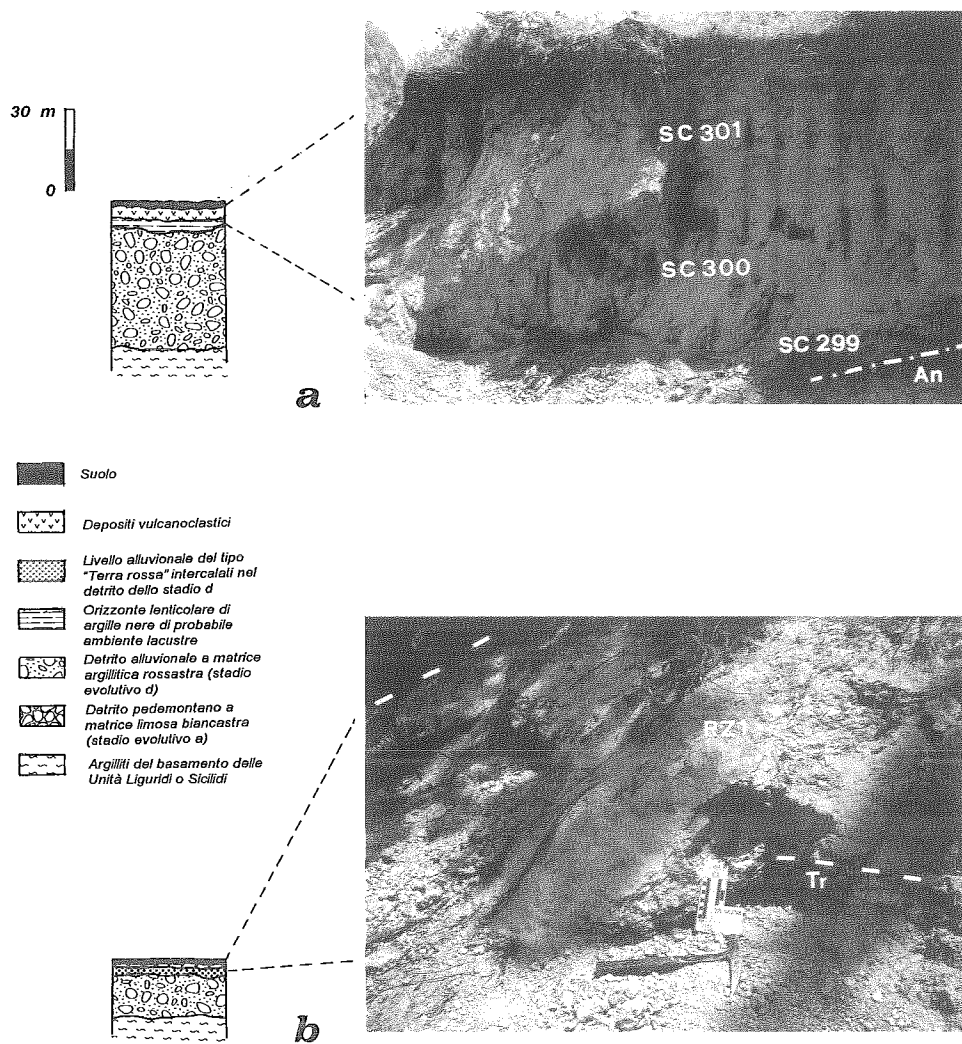 30 m
0
SC 301
SC 300
SC 299
An
a
Suolo
Depositi vulcanoclastici
Livello alluvionale del tipo
"Terra rossa" intercalati nel
detrito dello stadio d
Orizzonte lenticolare di
argille nere di probabile
ambiente lacustre
Detrito alluvionale a matrice
argillitica rossastra (stadio
evolutivo d)
Detrito pedemontano a
matrice limosa biancastra
(stadio evolutivo a)
Argilliti del basamento delle
Unità Liguridi o Sicilidi
RZ1
Tr
b